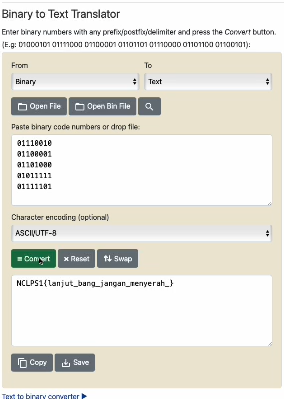 Binary to Text Translator
Enter binary numbers with any prefix/postfix/delimiter and press the Convert button.
(E.g: 01000101 01111000 01100001 01101101 01110000 01101100 01100101):
From To
Binary Text
Open File Open Bin File
Paste binary code numbers or drop file:
01110010
01100001
01101000
01011111
01111101
Character encoding (optional)
ASCII/UTF-8
= Convert × Reset Swap
NCLPS1{lanjut_bang_jangan_menyerah_}
Copy Save
Text to binary converter ►